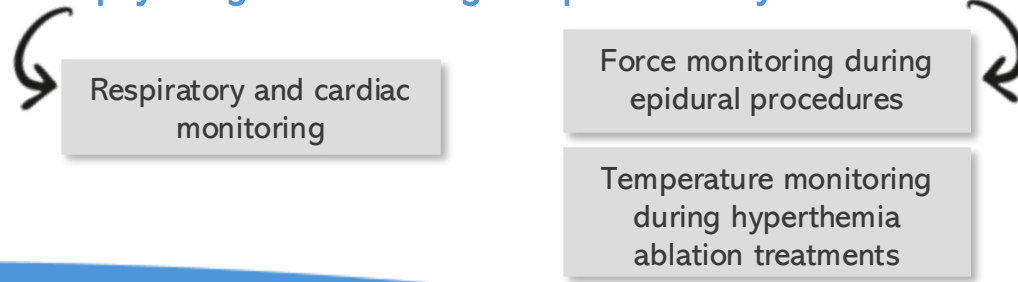 Respiratory and cardiac
monitoring
Force monitoring during
epidural procedures
Temperature monitoring
during hyperthemia
ablation treatments